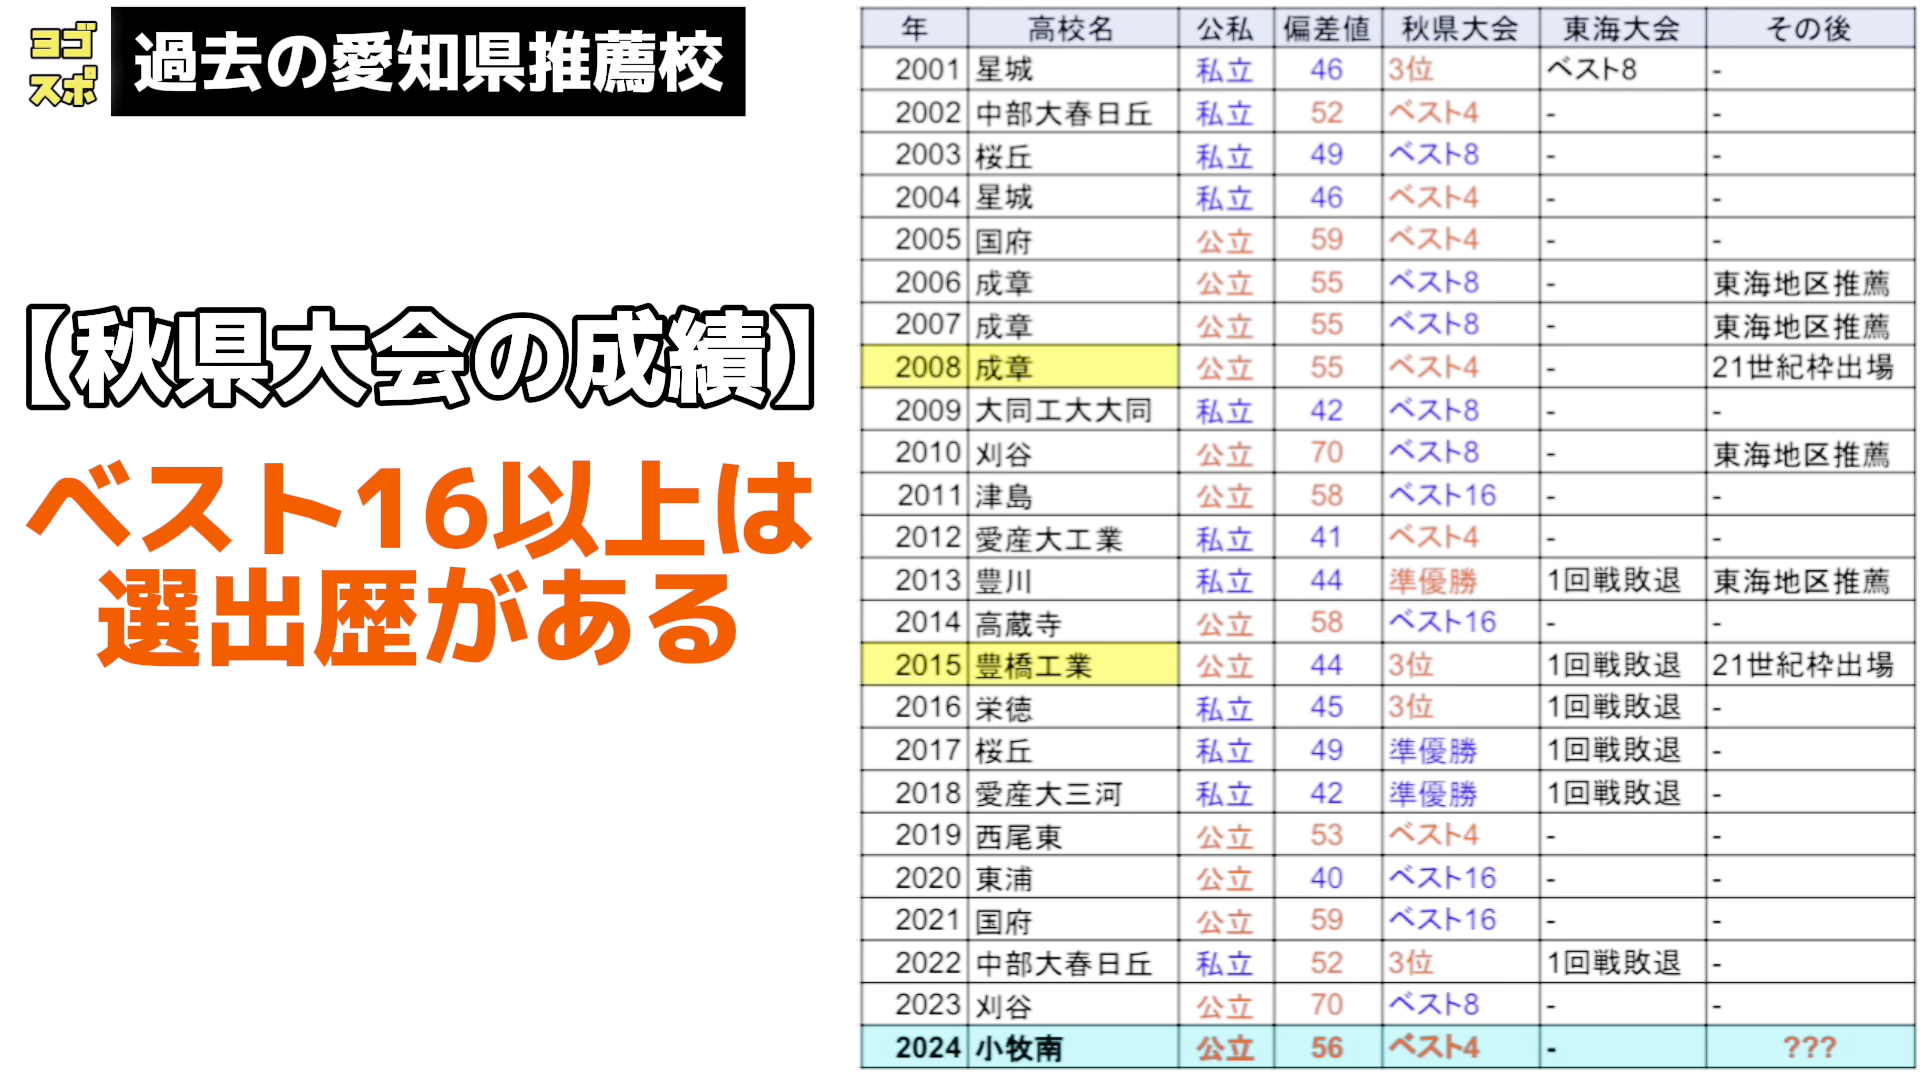 ヨゴ
スポ
過去の愛知県推薦校
【秋県大会の成績】
ベスト16以上は
選出歴がある
年 高校名 公私 偏差値 秋県大会 東海大会 その後
2001 星城 私立 46 3位 ベスト8 -
2002 中部大春日丘 私立 52 ベスト4 - -
2003 桜丘 私立 49 ベスト8 - -
2004 星城 私立 46 ベスト4 - -
2005 国府 公立 59 ベスト4 - -
2006 成章 公立 55 ベスト8 - 東海地区推薦
2007 成章 公立 55 ベスト8 - 東海地区推薦
2008 成章 公立 55 ベスト4 - 21世紀枠出場
2009 大同工大大同 私立 42 ベスト8 - -
2010 刈谷 公立 70 ベスト8 - 東海地区推薦
2011 津島 公立 58 ベスト16 - -
2012 愛産大工業 私立 41 ベスト4 - -
2013 豊川 私立 44 準優勝 1回戦敗退 東海地区推薦
2014 高蔵寺 公立 58 ベスト16 - -
2015 豊橋工業 公立 44 3位 1回戦敗退 21世紀枠出場
2016 栄徳 私立 45 3位 1回戦敗退 -
2017 桜丘 私立 49 準優勝 1回戦敗退 -
2018 愛産大三河 私立 42 準優勝 1回戦敗退 -
2019 西尾東 公立 53 ベスト4 - -
2020 東浦 公立 40 ベスト16 - -
2021 国府 公立 59 ベスト16 - -
2022 中部大春日丘 私立 52 3位 1回戦敗退 -
2023 刈谷 公立 70 ベスト8 - -
2024 小牧南 公立 56 ベスト4 - ???